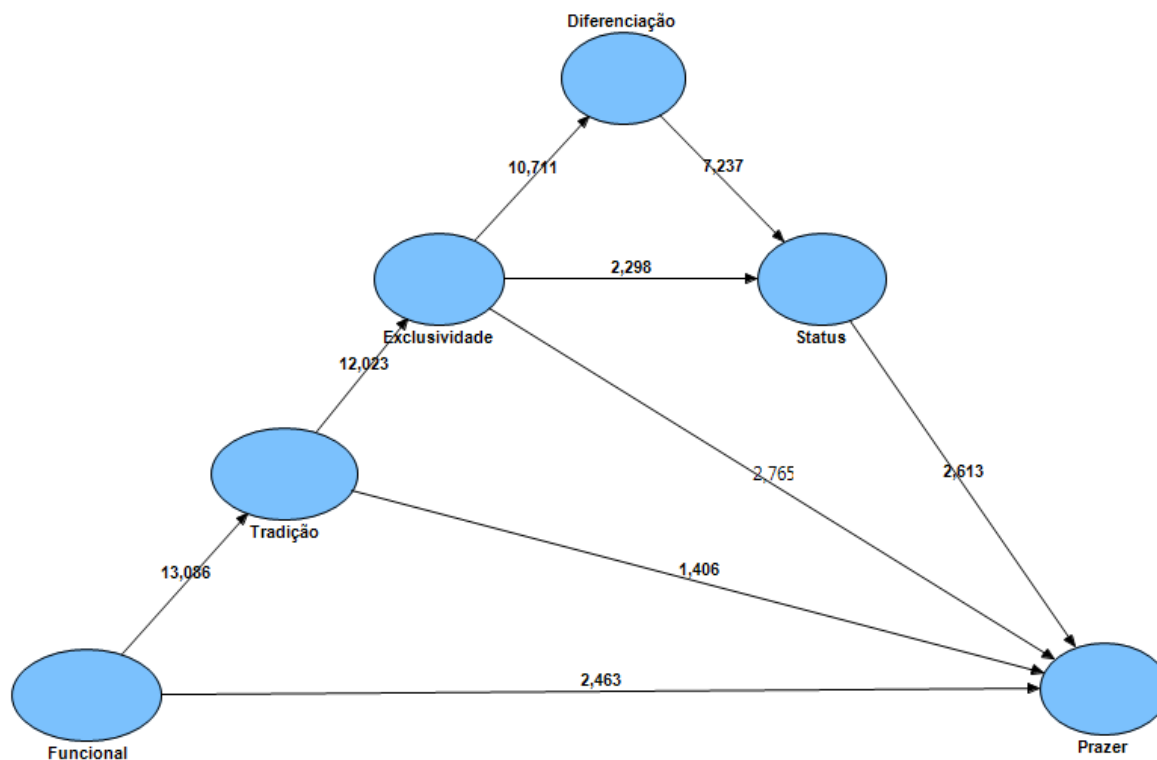 Diferenciação
10,711
7,237
2,298
Exclusividade
Status
12,023
2,765
2,613
Tradição
13,086
1,406
2,463
Funcional
Prazer